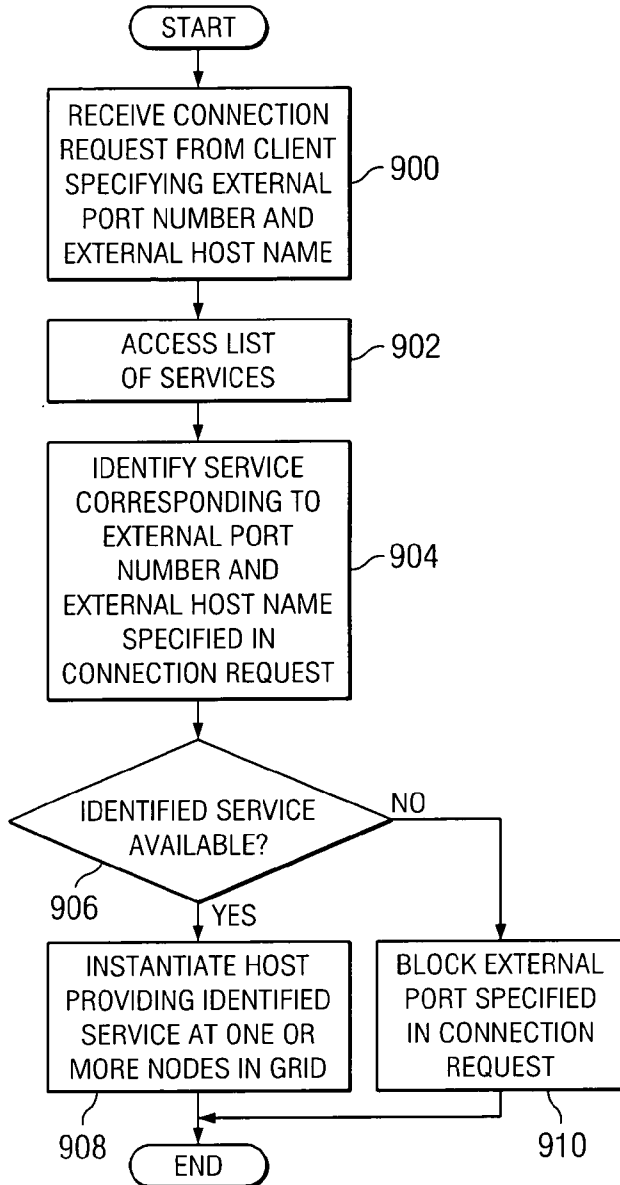 START
RECEIVE CONNECTION
REQUEST FROM CLIENT
SPECIFYING EXTERNAL
PORT NUMBER AND
EXTERNAL HOST NAME
900
ACCESS LIST
OF SERVICES
902
IDENTIFY SERVICE
CORRESPONDING TO
EXTERNAL PORT
NUMBER AND
EXTERNAL HOST NAME
SPECIFIED IN
CONNECTION REQUEST
904
IDENTIFIED SERVICE
AVAILABLE?
NO
906
YES
INSTANTIATE HOST
PROVIDING IDENTIFIED
SERVICE AT ONE OR
MORE NODES IN GRID
908
BLOCK EXTERNAL
PORT SPECIFIED
IN CONNECTION
REQUEST
910
END